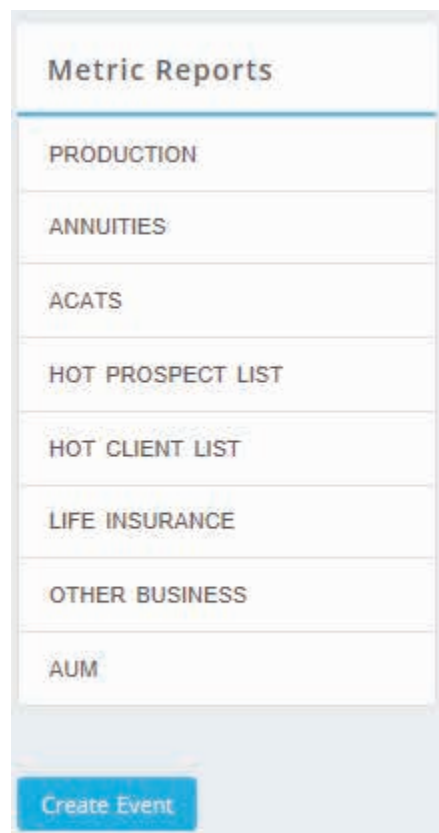 Metric Reports
PRODUCTION
ANNUITIES
ACATS
HOT PROSPECT LIST
HOT CLIENT LIST
LIFE INSURANCE
OTHER BUSINESS
AUM
Create Event